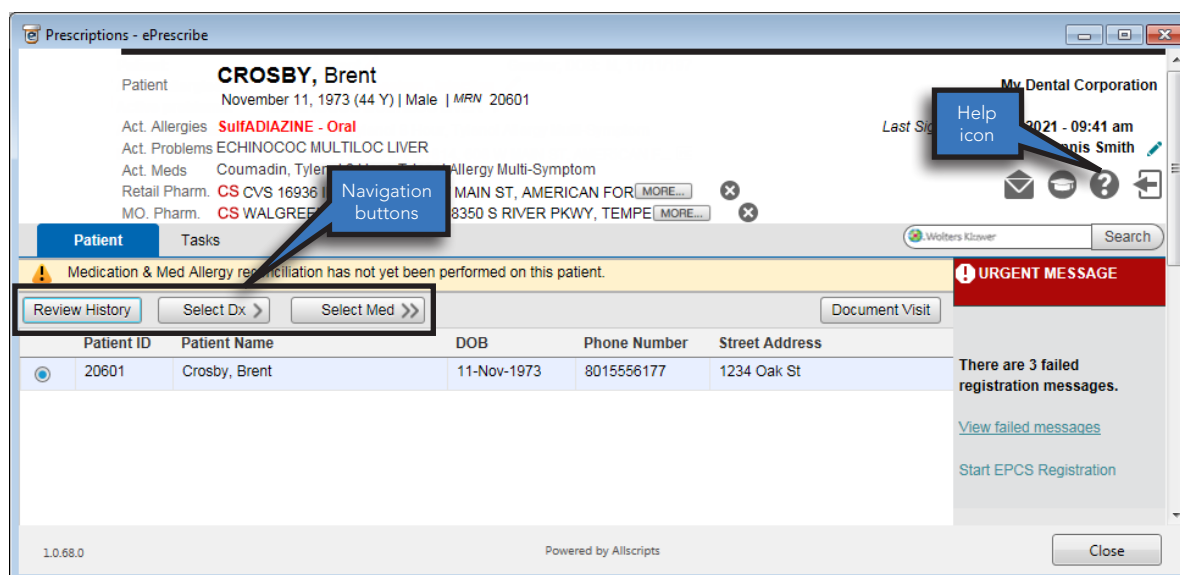 Prescriptions - ePrescribe
Patient CROSBY, Brent
November 11, 1973 (44 Y) | Male | MRN 20601
My Dental Corporation
Act. Allergies SulfADIAZINE - Oral
Last Sig 2021 - 09:41 am
Help icon
Act. Problems ECHINOCOC MULTILOC LIVER
Smith
Act. Meds Coumadin, Allergy Multi-Symptom
Retail Pharm. CS CVS 16936 MAIN ST, AMERICAN FOR MORE...
Navigation buttons
MO. Pharm. CS WALGREE 8350 S RIVER PKWY, TEMPE MORE...
Patient Tasks
Wolters Kluwer Search
Medication & Med Allergy reconciliation has not yet been performed on this patient.
URGENT MESSAGE
Review History Select Dx Select Med Document Visit
Patient ID Patient Name DOB Phone Number Street Address
20601 Crosby, Brent 11-Nov-1973 8015556177 1234 Oak St
There are 3 failed
registration messages.
View failed messages
Start EPCS Registration
1.0.68.0 Powered by Allscripts Close